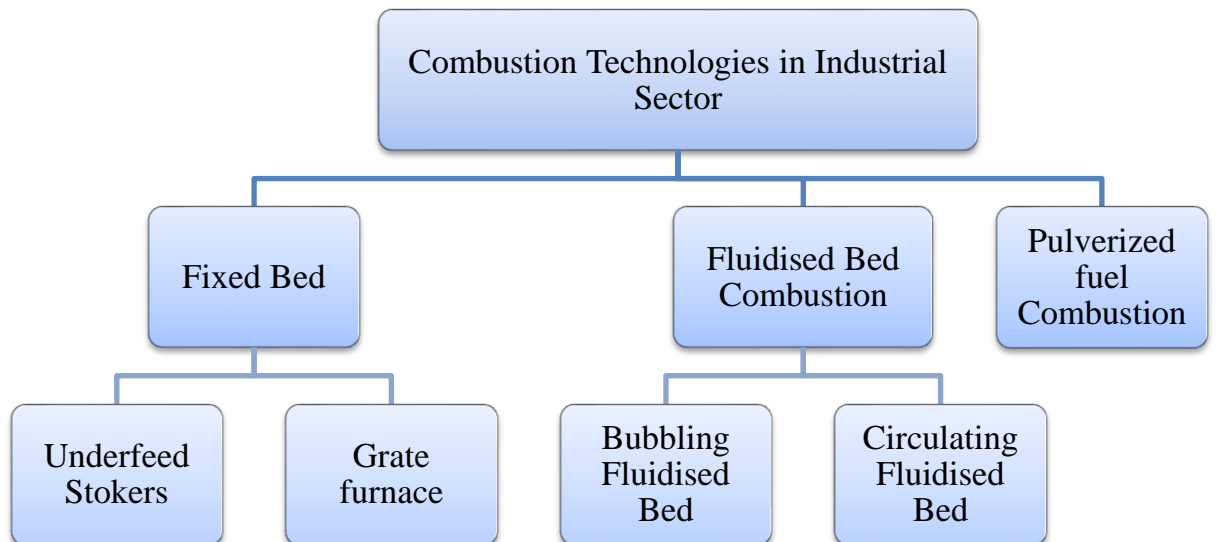 Combustion Technologies in Industrial
Sector
Fixed Bed
Fluidised Bed
Combustion
Pulverized
fuel
Combustion
Underfeed
Stokers
Grate
furnace
Bubbling
Fluidised
Bed
Circulating
Fluidised
Bed